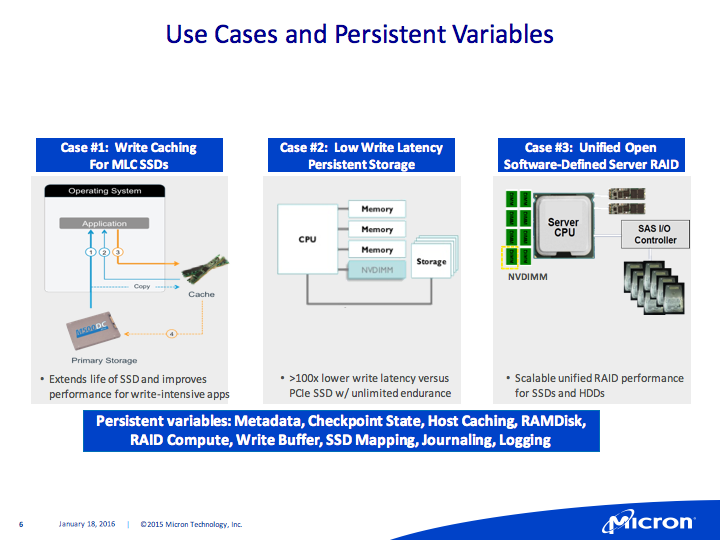 Use Cases and Persistent Variables
Case #1: Write Caching
For MLC SSDs
Operating System
Application
1
2
3
Copy
Cache
M500DC
4
Primary Storage
• Extends life of SSD and improves
performance for write-intensive apps
Case #2: Low Write Latency
Persistent Storage
CPU
Memory
Memory
Memory
NVDIMM
Storage
• >100x lower write latency versus
PCIe SSD w/ unlimited endurance
Case #3: Unified Open
Software-Defined Server RAID
Server
CPU
SAS I/O
Controller
NVDIMM
• Scalable unified RAID performance
for SSDs and HDDs
Persistent variables: Metadata, Checkpoint State, Host Caching, RAMDisk,
RAID Compute, Write Buffer, SSD Mapping, Journaling, Logging
6 January 18, 2016 | ©2015 Micron Technology, Inc.
Micron